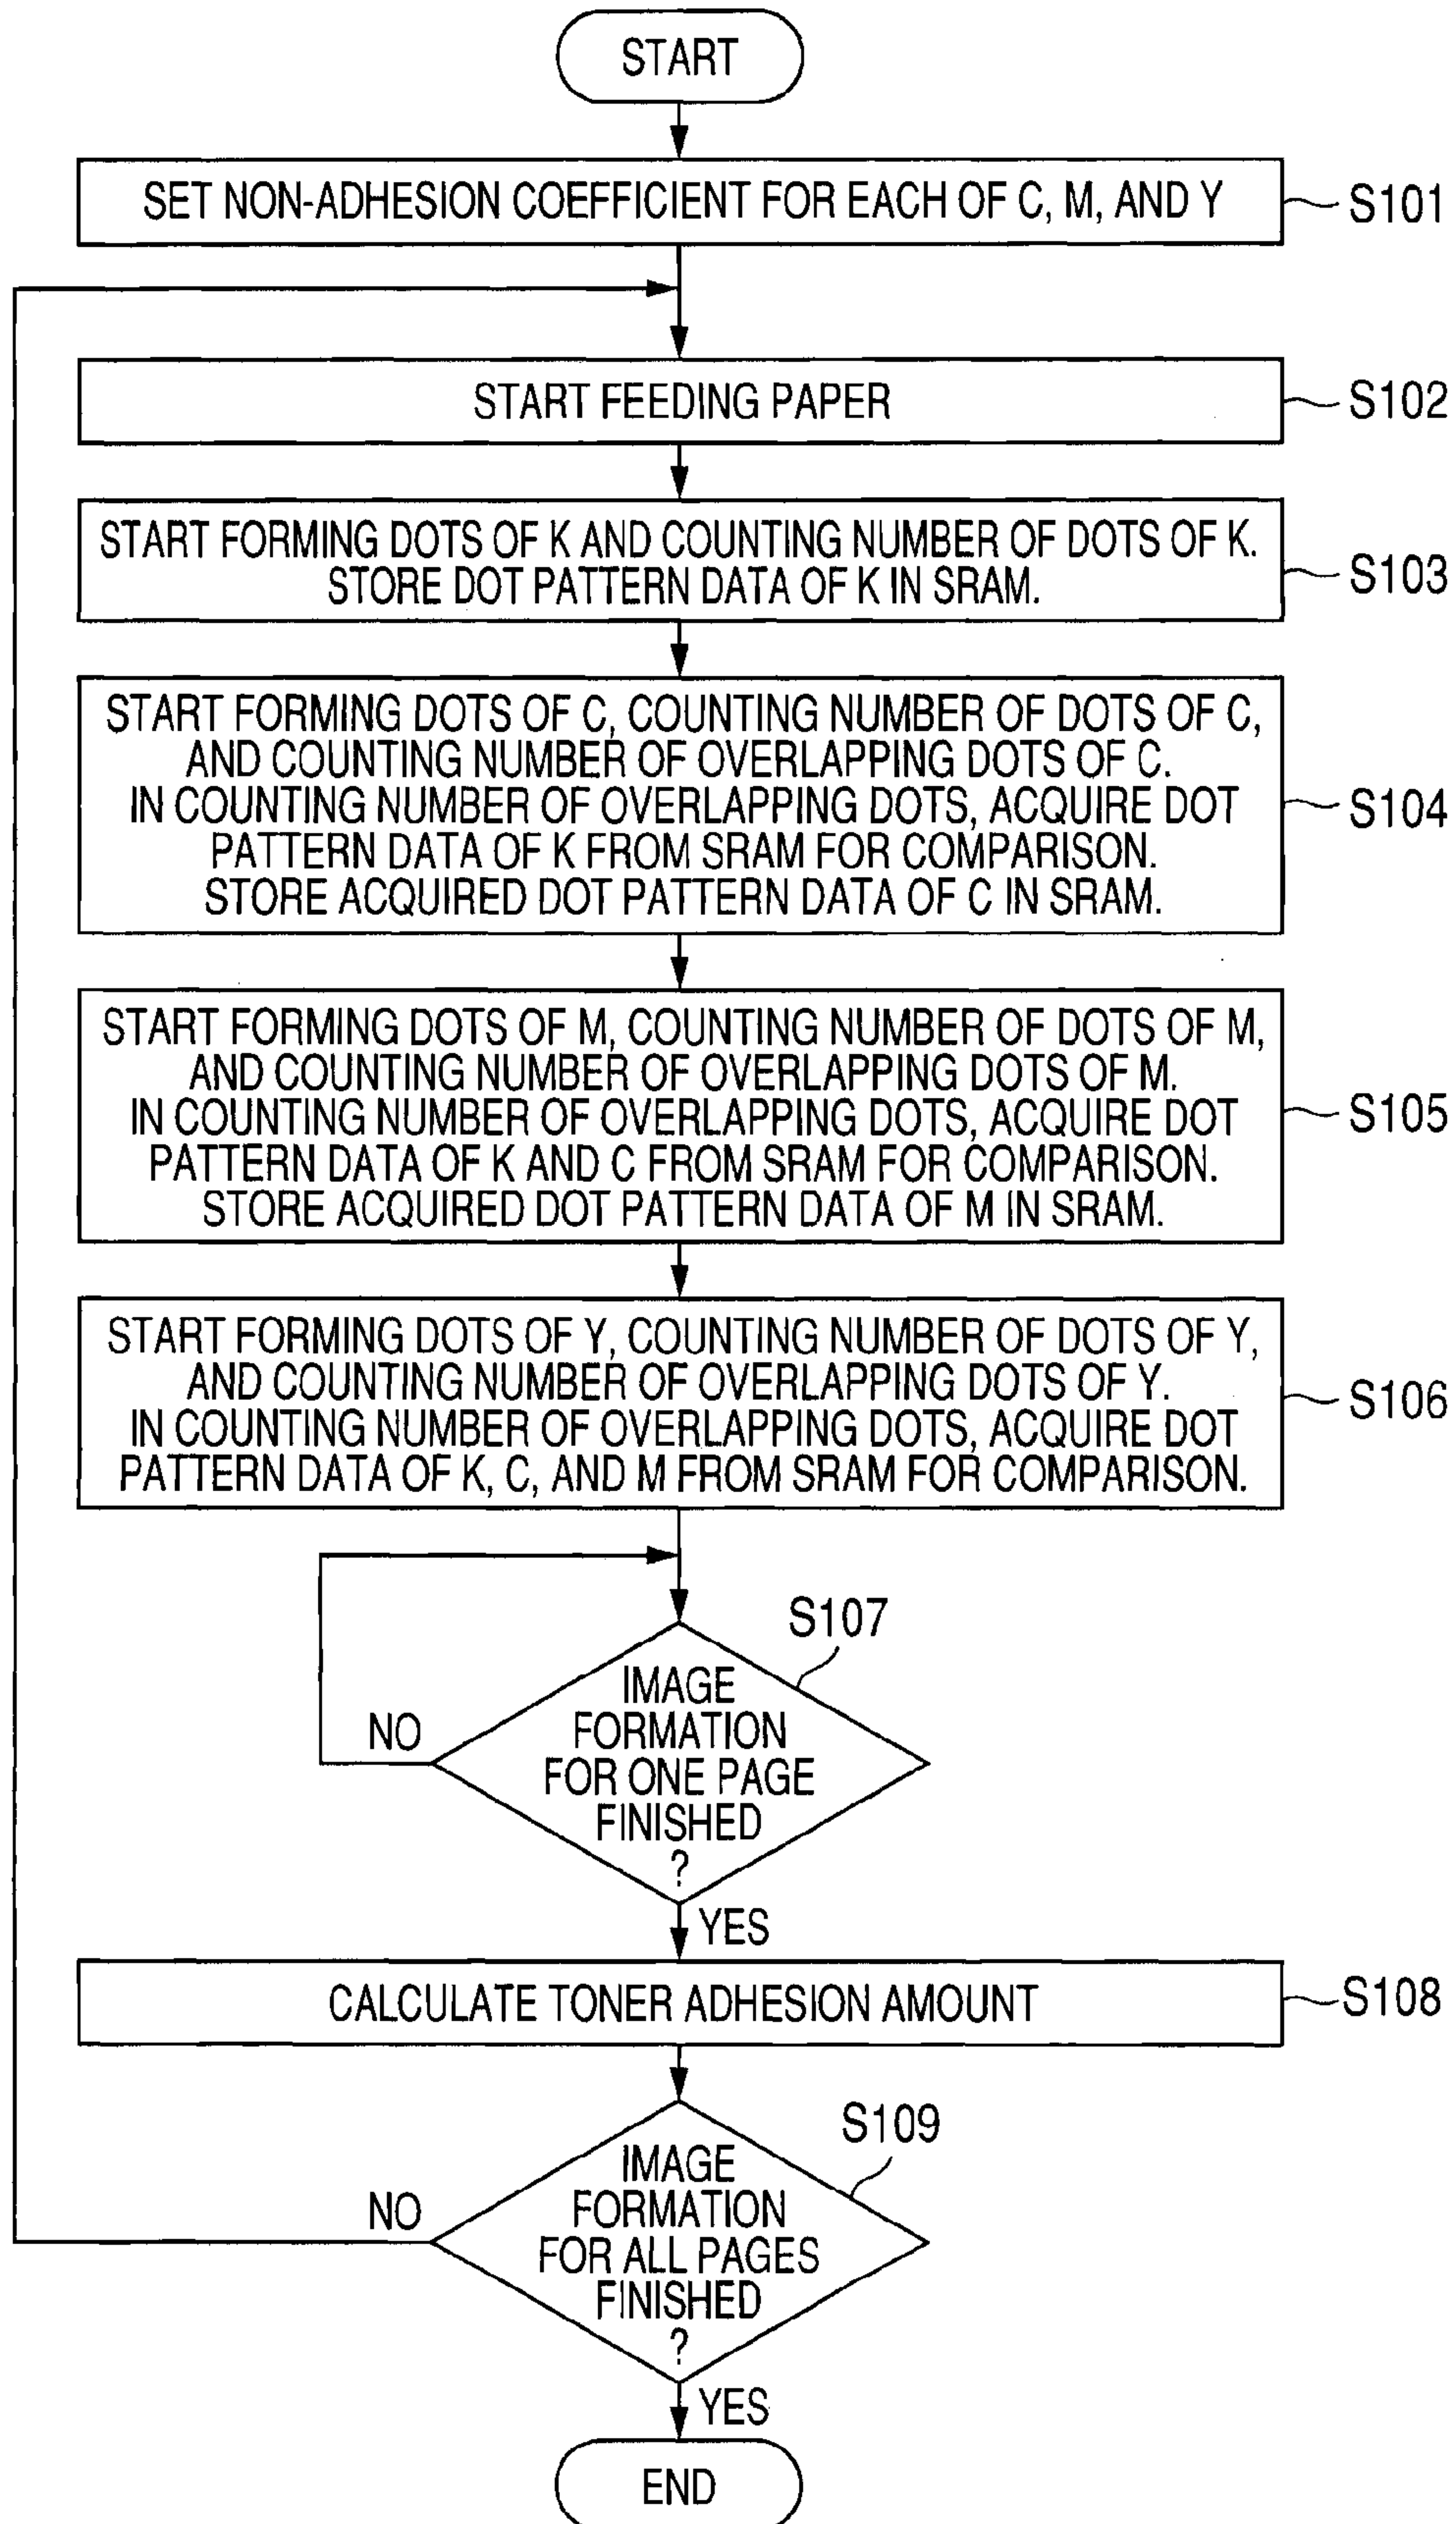 START
SET NON-ADHESION COEFFICIENT FOR EACH OF C, M, AND Y
S101
START FEEDING PAPER
S102
START FORMING DOTS OF K AND COUNTING NUMBER OF DOTS OF K.
STORE DOT PATTERN DATA OF K IN SRAM.
S103
START FORMING DOTS OF C, COUNTING NUMBER OF DOTS OF C,
AND COUNTING NUMBER OF OVERLAPPING DOTS OF C.
IN COUNTING NUMBER OF OVERLAPPING DOTS, ACQUIRE DOT
PATTERN DATA OF K FROM SRAM FOR COMPARISON.
STORE ACQUIRED DOT PATTERN DATA OF C IN SRAM.
S104
START FORMING DOTS OF M, COUNTING NUMBER OF DOTS OF M,
AND COUNTING NUMBER OF OVERLAPPING DOTS OF M.
IN COUNTING NUMBER OF OVERLAPPING DOTS, ACQUIRE DOT
PATTERN DATA OF K AND C FROM SRAM FOR COMPARISON.
STORE ACQUIRED DOT PATTERN DATA OF M IN SRAM.
S105
START FORMING DOTS OF Y, COUNTING NUMBER OF DOTS OF Y,
AND COUNTING NUMBER OF OVERLAPPING DOTS OF Y.
IN COUNTING NUMBER OF OVERLAPPING DOTS, ACQUIRE DOT
PATTERN DATA OF K, C, AND M FROM SRAM FOR COMPARISON.
S106
S107
IMAGE
FORMATION
FOR ONE PAGE
FINISHED
?
NO
YES
CALCULATE TONER ADHESION AMOUNT
S108
S109
IMAGE
FORMATION
FOR ALL PAGES
FINISHED
?
NO
YES
END